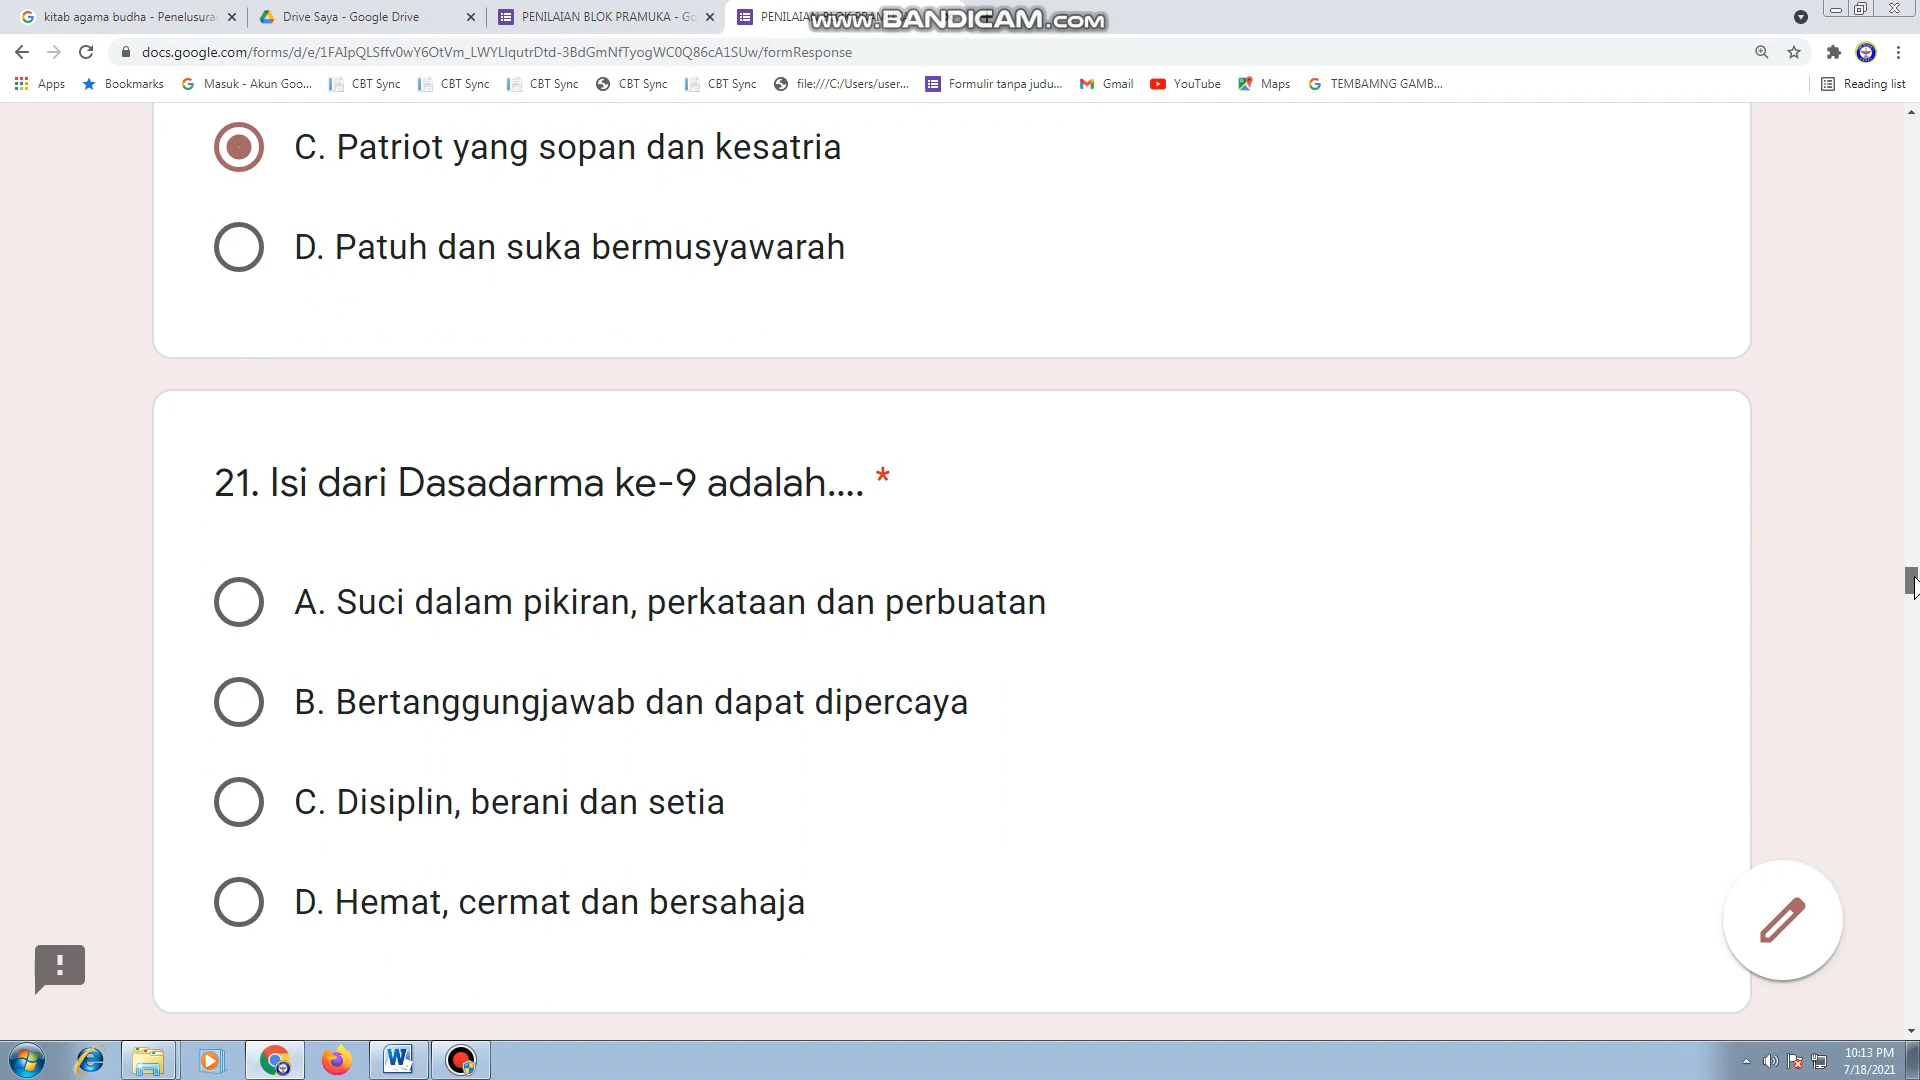 kitab agama budha - Penelusura
Drive Saya - Google Drive
PENILAIAN BLOK PRAMUKA - Go
PENILAIAN BLOK PRAM
www.BANDICAM.com
docs.google.com/forms/d/e/1FAIpQLSffv0wY6OtVm_LWYLIqutrDtd-3BdGmNfTyogWC0Q86cA1SUw/formResponse
Apps
Bookmarks
Masuk - Akun Goo...
CBT Sync
CBT Sync
CBT Sync
CBT Sync
CBT Sync
file:///C:/Users/user...
Formulir tanpa judu...
Gmail
YouTube
Maps
TEMBAMNG GAMB...
Reading list
C. Patriot yang sopan dan kesatria
D. Patuh dan suka bermusyawarah
21. Isi dari Dasadarma ke-9 adalah.... *
A. Suci dalam pikiran, perkataan dan perbuatan
B. Bertanggungjawab dan dapat dipercaya
C. Disiplin, berani dan setia
D. Hemat, cermat dan bersahaja
10:13 PM
7/18/2021